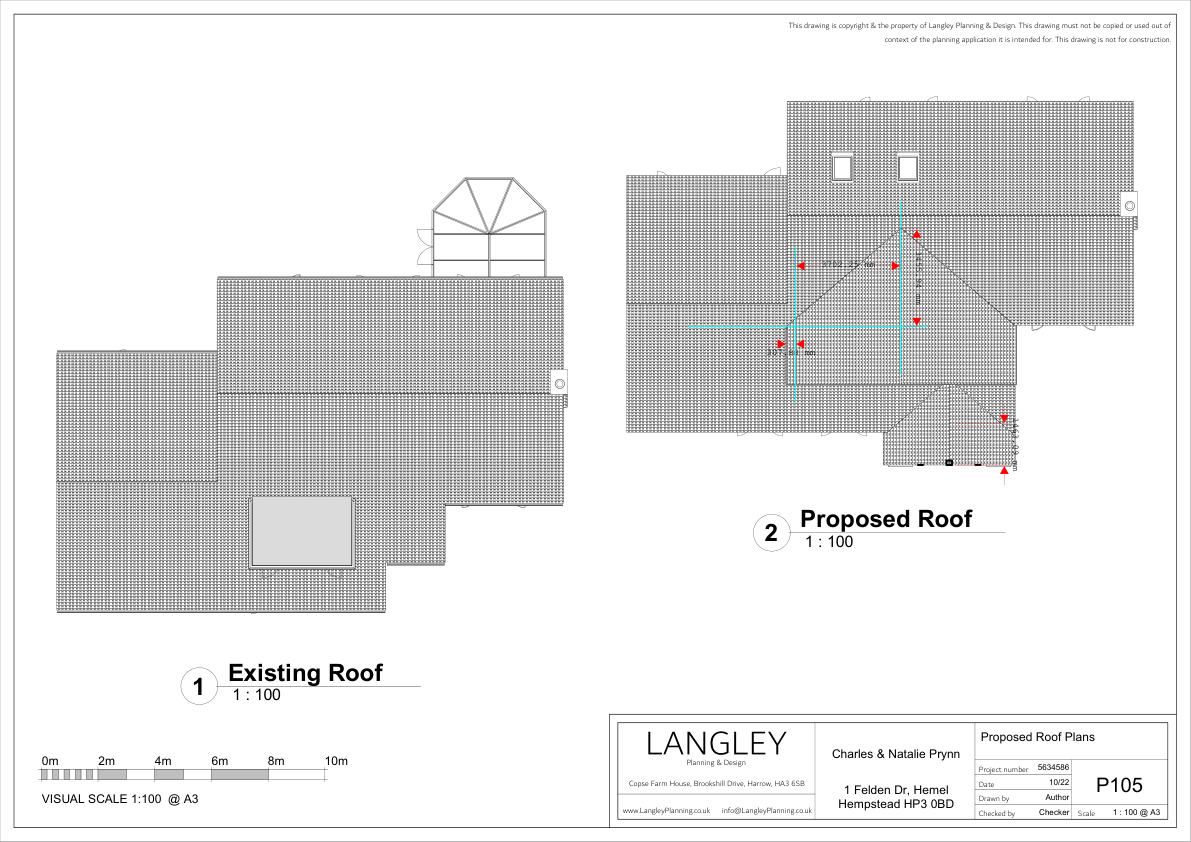 This drawing is copyright & the property of Langley Planning & Design. This drawing must not be copied or used out of
context of the planning application it is intended for. This drawing is not for construction.
3702.25 mm
mm
mm
mm
2
Proposed Roof
1 : 100
1
Existing Roof
1 : 100
0m 2m 4m 6m 8m 10m
VISUAL SCALE 1:100 @ A3
LANGLEY
Planning & Design
Copse Farm House, Brookshill Drive, Harrow, HA3 6SB
www.LangleyPlanning.co.uk info@LangleyPlanning.co.uk
Charles & Natalie Prynn
1 Felden Dr, Hemel
Hempstead HP3 0BD
Proposed Roof Plans
Project number 5634586
Date 10/22
Drawn by Author
Checked by Checker
P105
Scale 1 : 100 @ A3